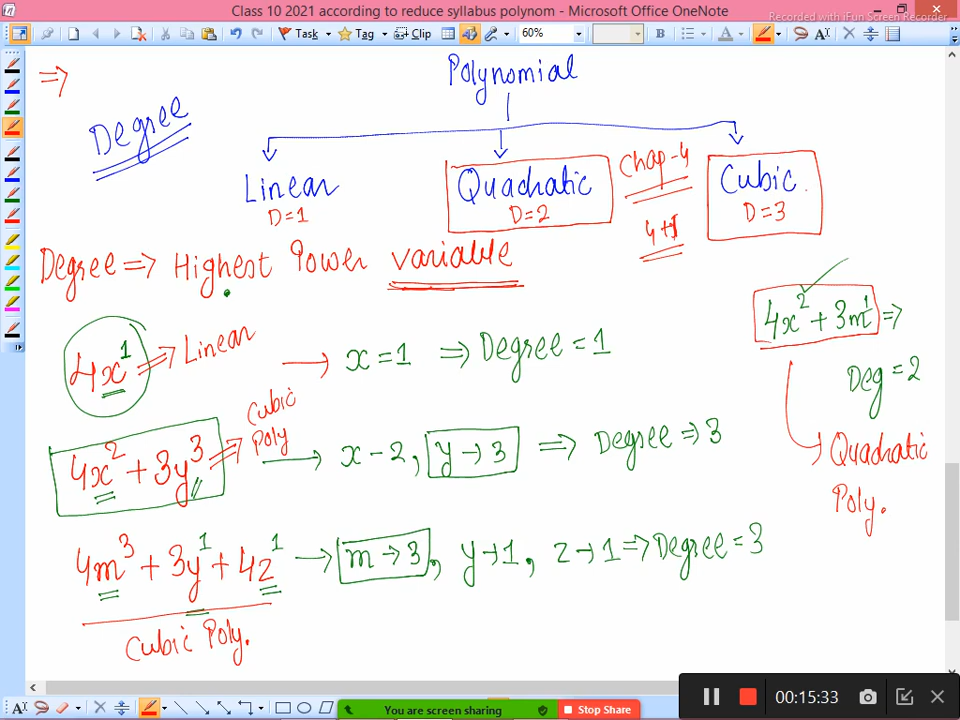 Class 10 2021 according to reduce syllabus polynom - Microsoft Office OneNote
Recorded with iFun Screen Recorder
Task Tag Clip 60% B A
⇒ Polynomial
Degree
Linear Quadratic Chap-4 Cubic.
D=1 D=2 D=3
Degree ⇒ Highest Power variable
4x¹ ⇒ Linear → x=1 ⇒ Degree = 1
4x² + 3m¹ ⇒
Deg = 2
Quadratic
Poly.
4x² + 3y³ ⇒ Cubic Poly → x-2, y→3 ⇒ Degree ⇒ 3
4m³ + 3y¹ + 4z¹ → m→3, y→1, z→1 ⇒ Degree = 3
Cubic Poly.
You are screen sharing Stop Share
00:15:33